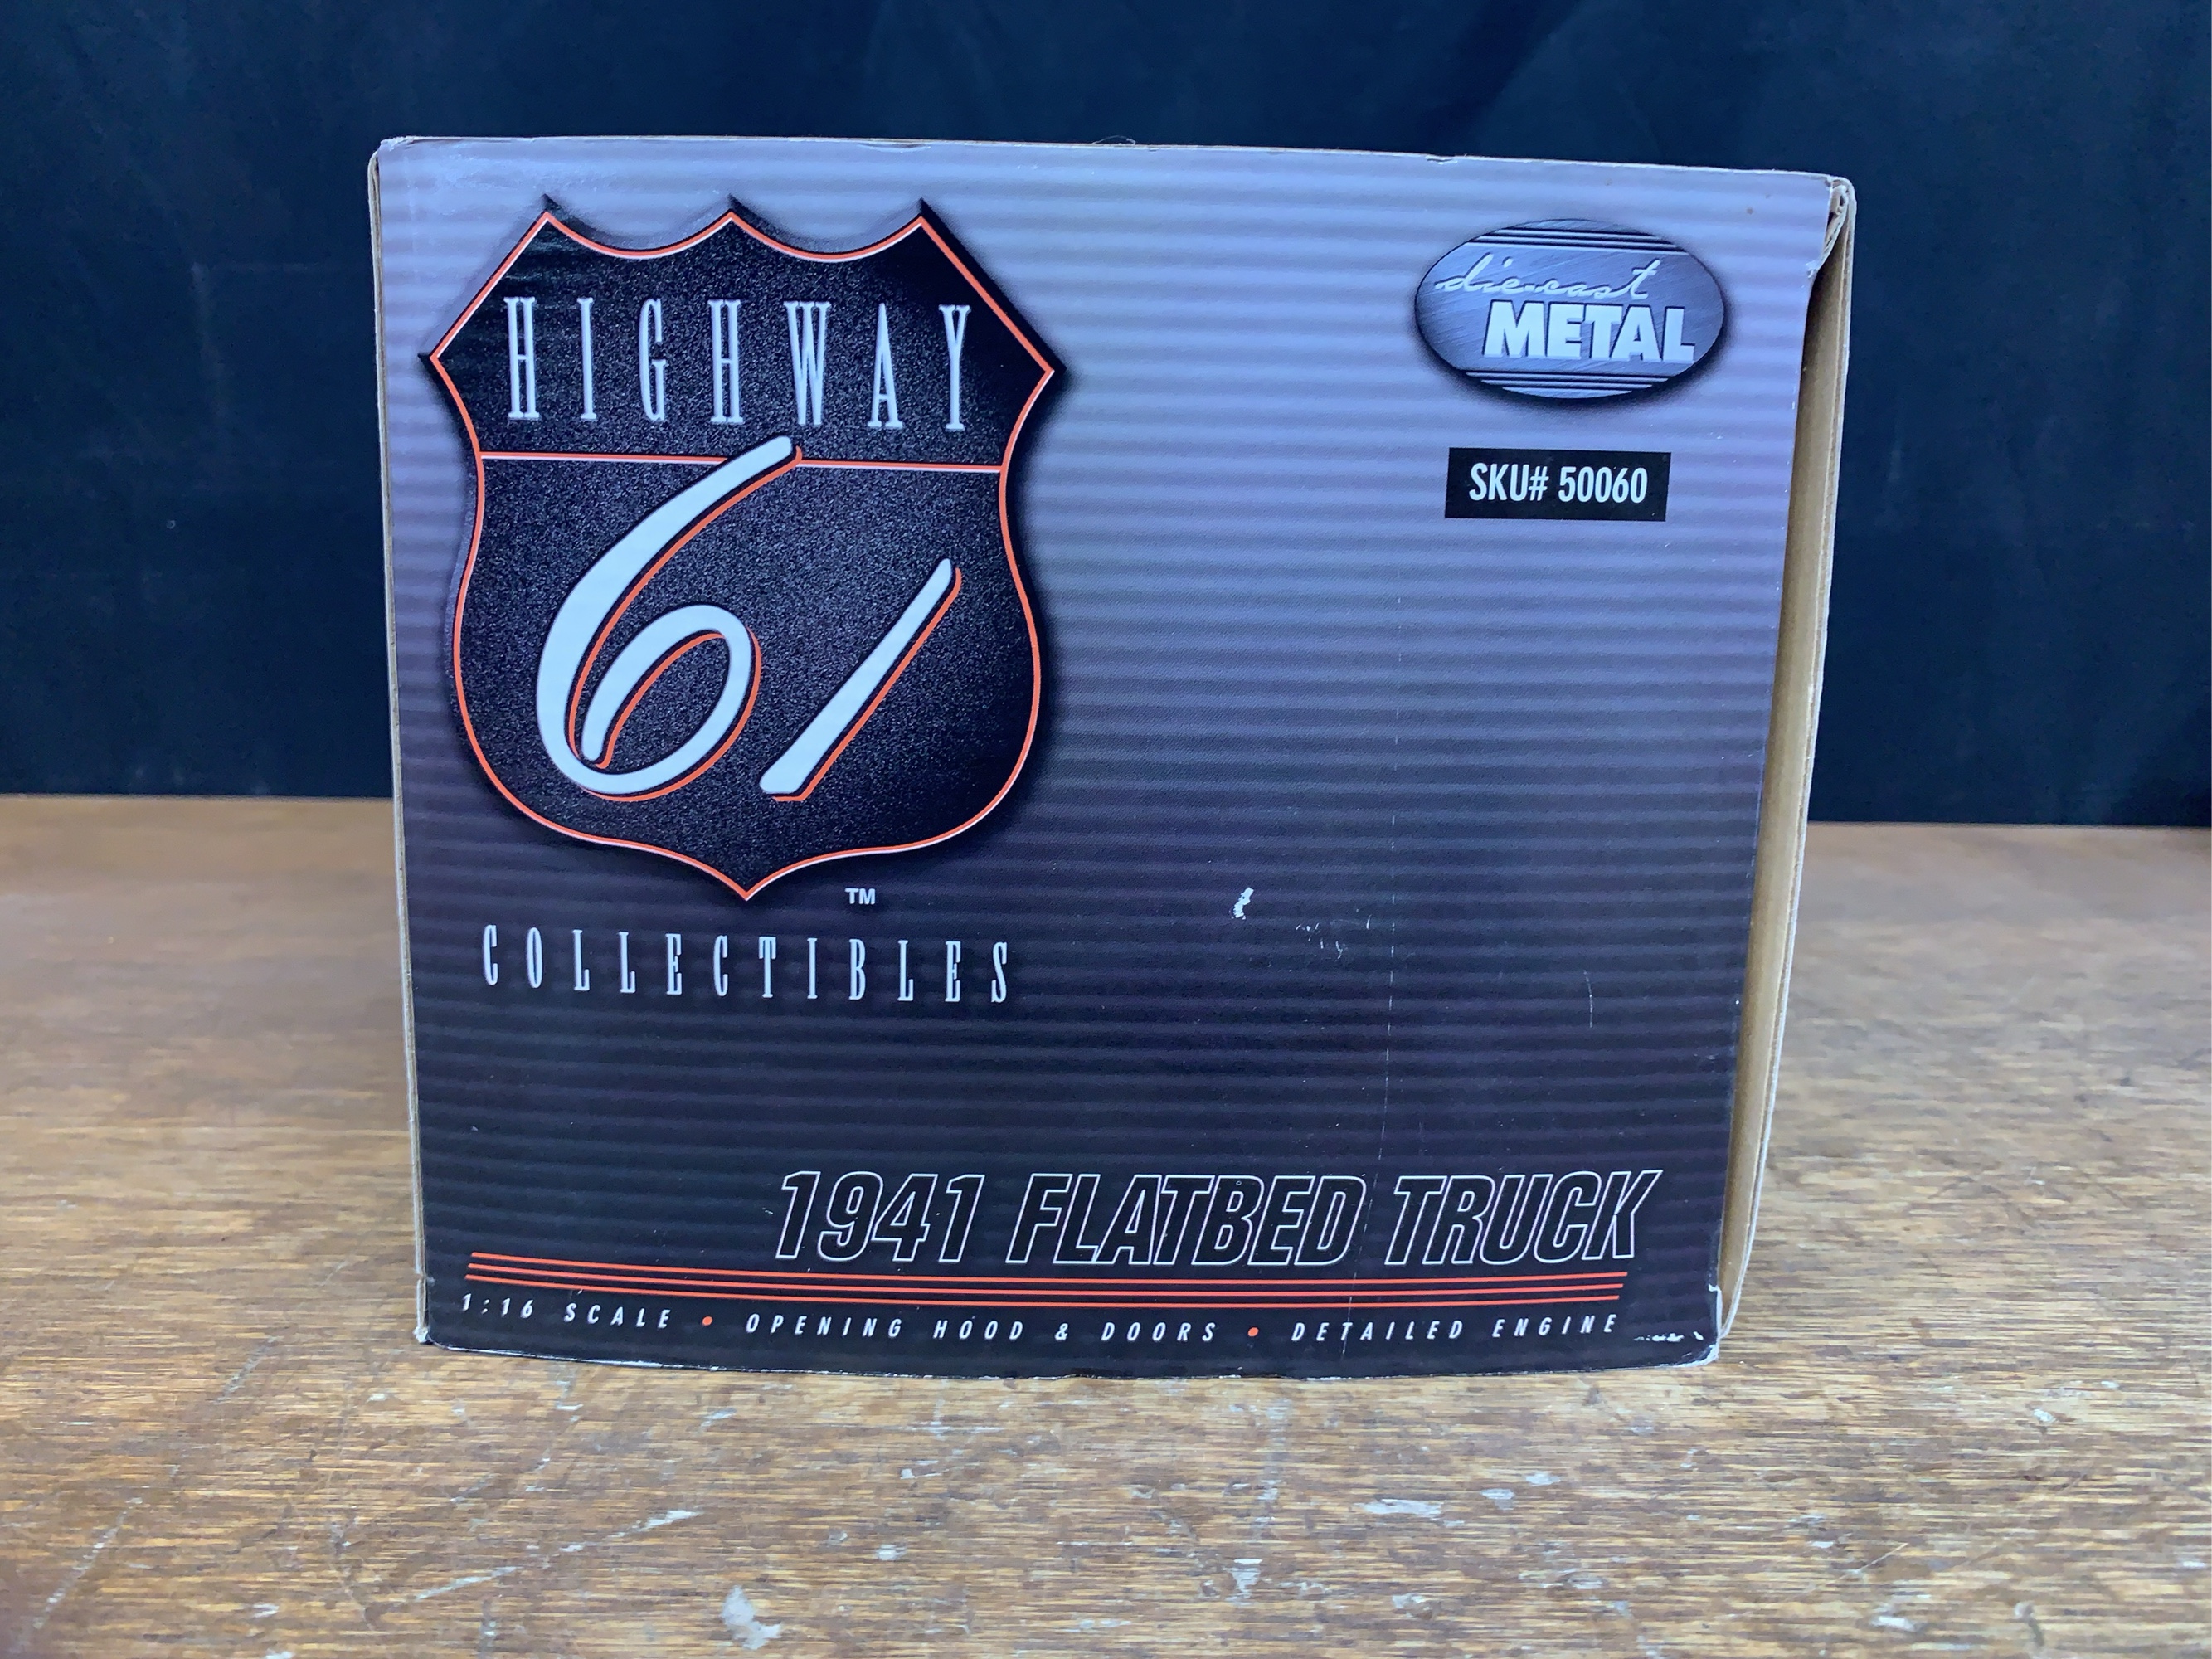 HIGHWAY
61
TM
COLLECTIBLES
die-cast
METAL
SKU# 50060
1941 FLATBED TRUCK
1:16 SCALE • OPENING HOOD & DOORS • DETAILED ENGINE